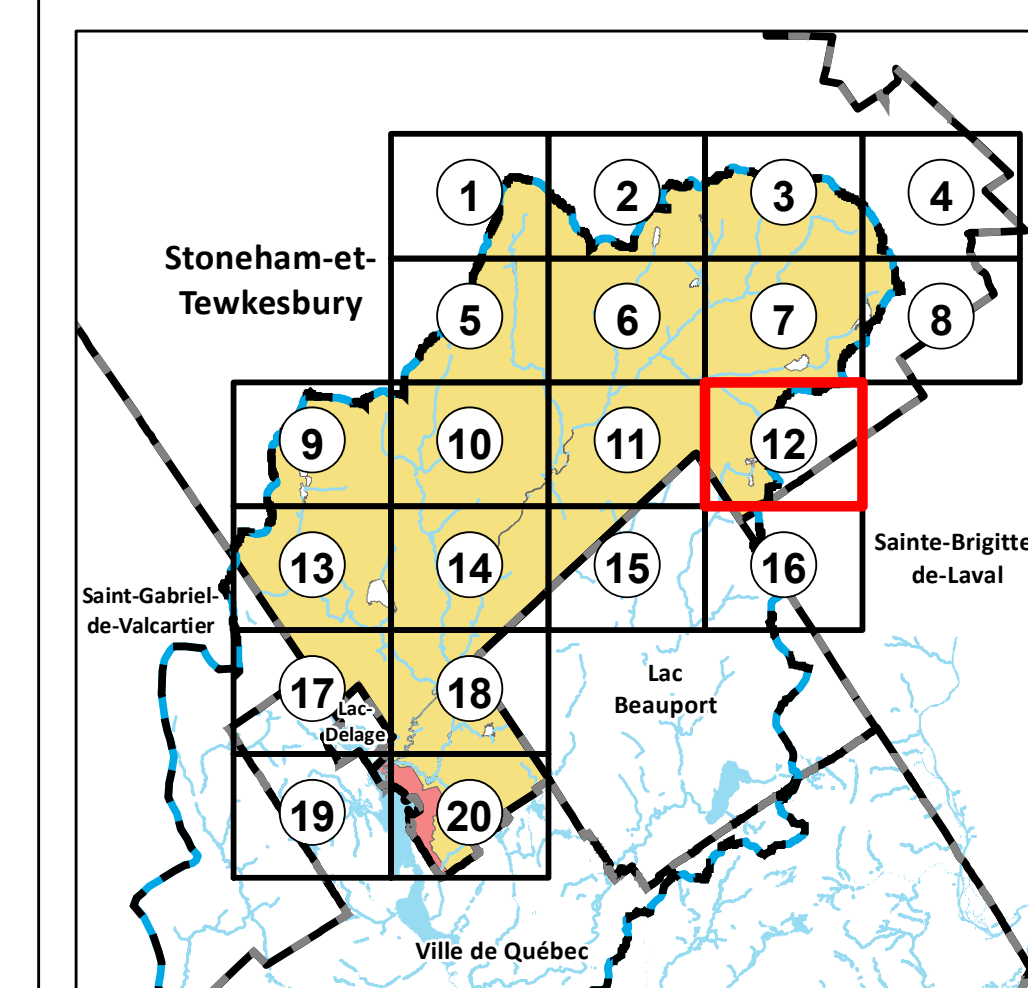 1
2
3
4
Stoneham-et-
Tewkesbury
5
6
7
8
9
10
11
12
13
14
15
16
Sainte-Brigitte
de-Laval
Saint-Gabriel-
de-Valcartier
17
18
Lac-
Delage
Lac
Beauport
19
20
Ville de Québec